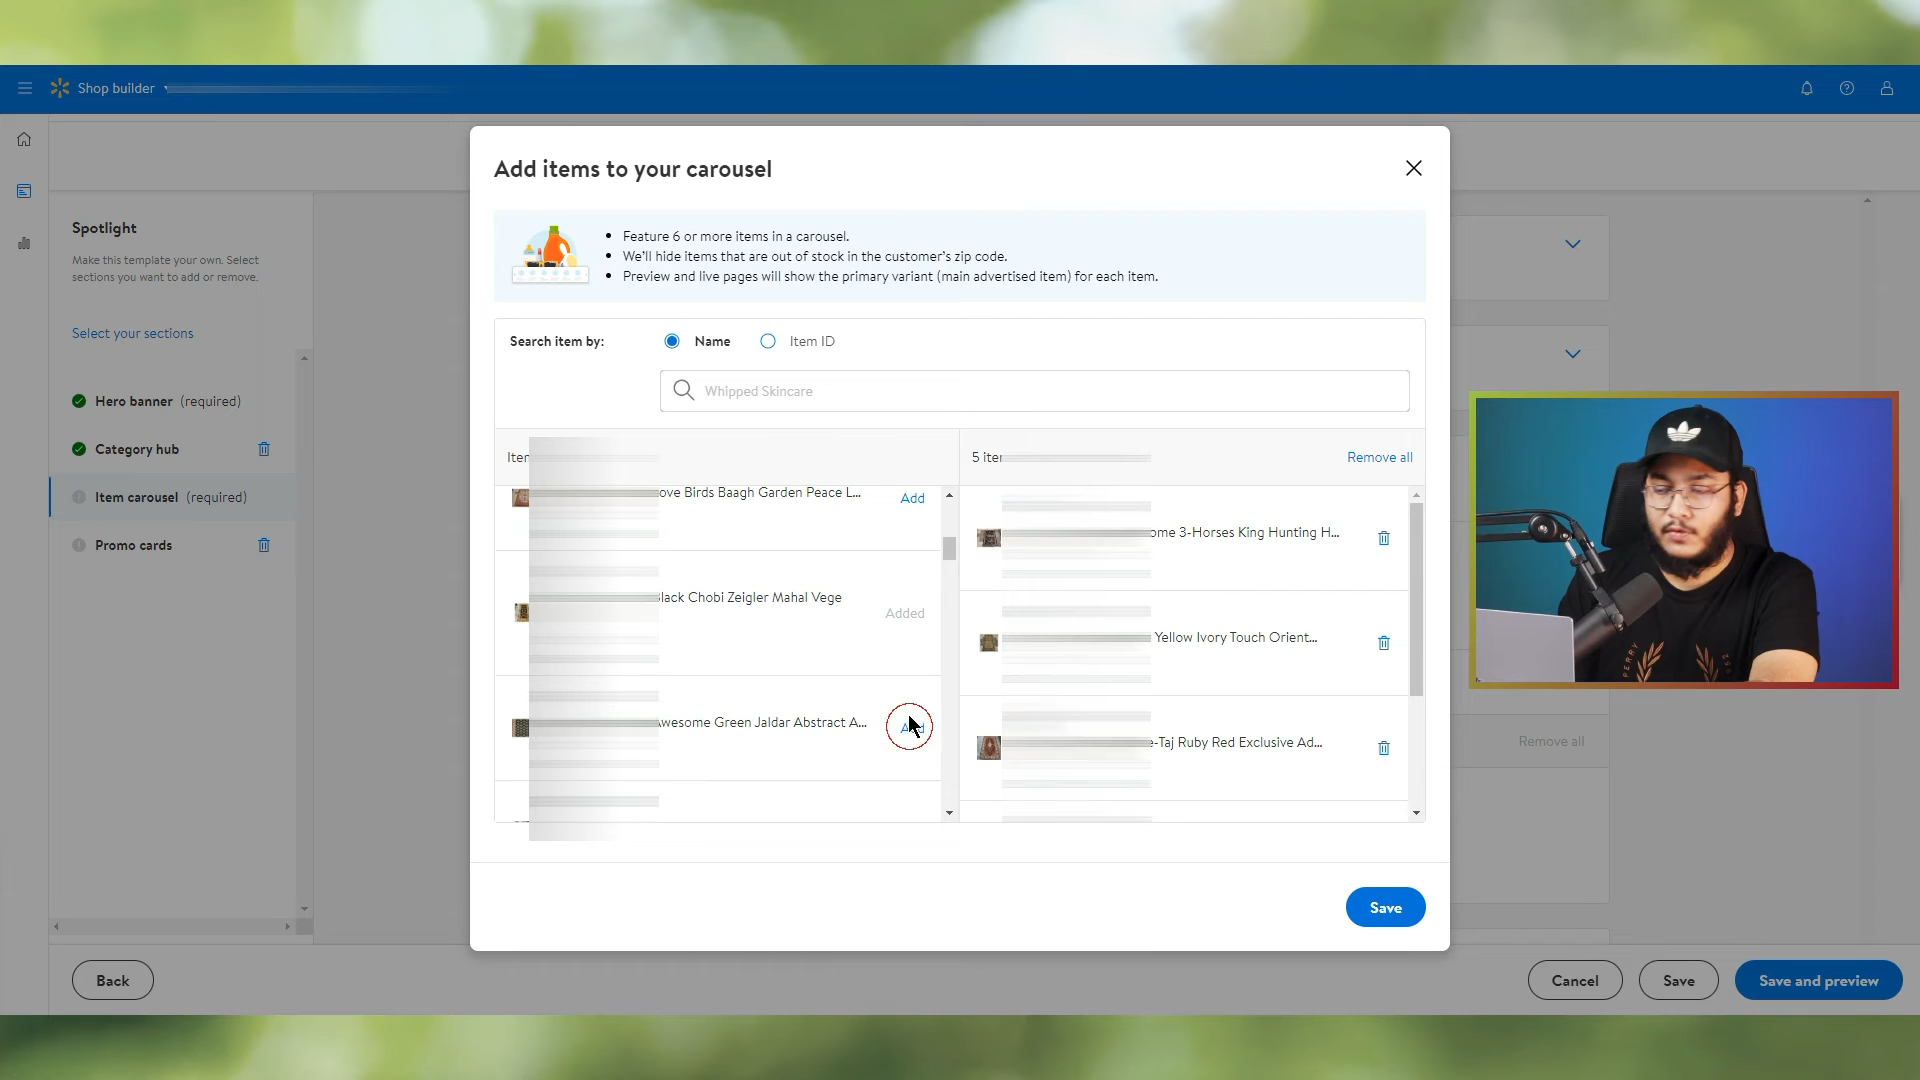 Shop builder
Add items to your carousel
Feature 6 or more items in a carousel.
We'll hide items that are out of stock in the customer's zip code.
Preview and live pages will show the primary variant (main advertised item) for each item.
Spotlight
Make this template your own. Select
sections you want to add or remove.
Select your sections
Hero banner (required)
Category hub
Item carousel (required)
Promo cards
Search item by:
Name
Item ID
Whipped Skincare
5
Remove all
ove Birds Baagh Garden Peace L...
Add
Black Chobi Zeigler Mahal Vege
Added
Awesome Green Jaldar Abstract A...
Add
ome 3-Horses King Hunting H...
Yellow Ivory Touch Orient...
e-Taj Ruby Red Exclusive Ad...
Remove all
PERRY
Save
Back
Cancel
Save
Save and preview